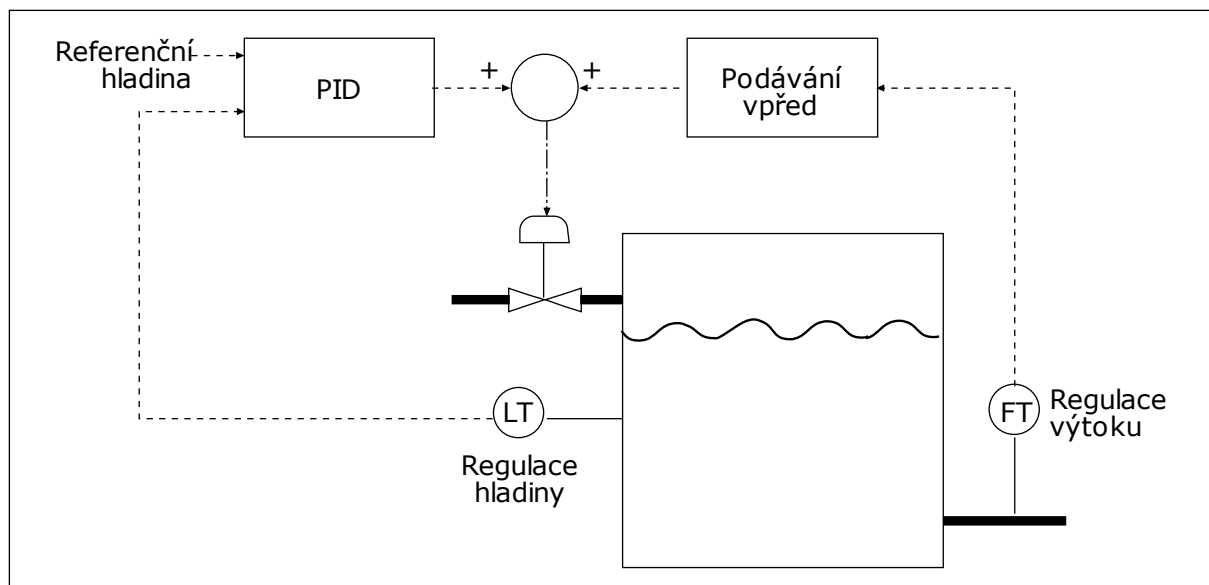 Referenční
hladina
PID
+
+
Podávání
vpřed
LT
Regulace
hladiny
FT
Regulace
výtoku